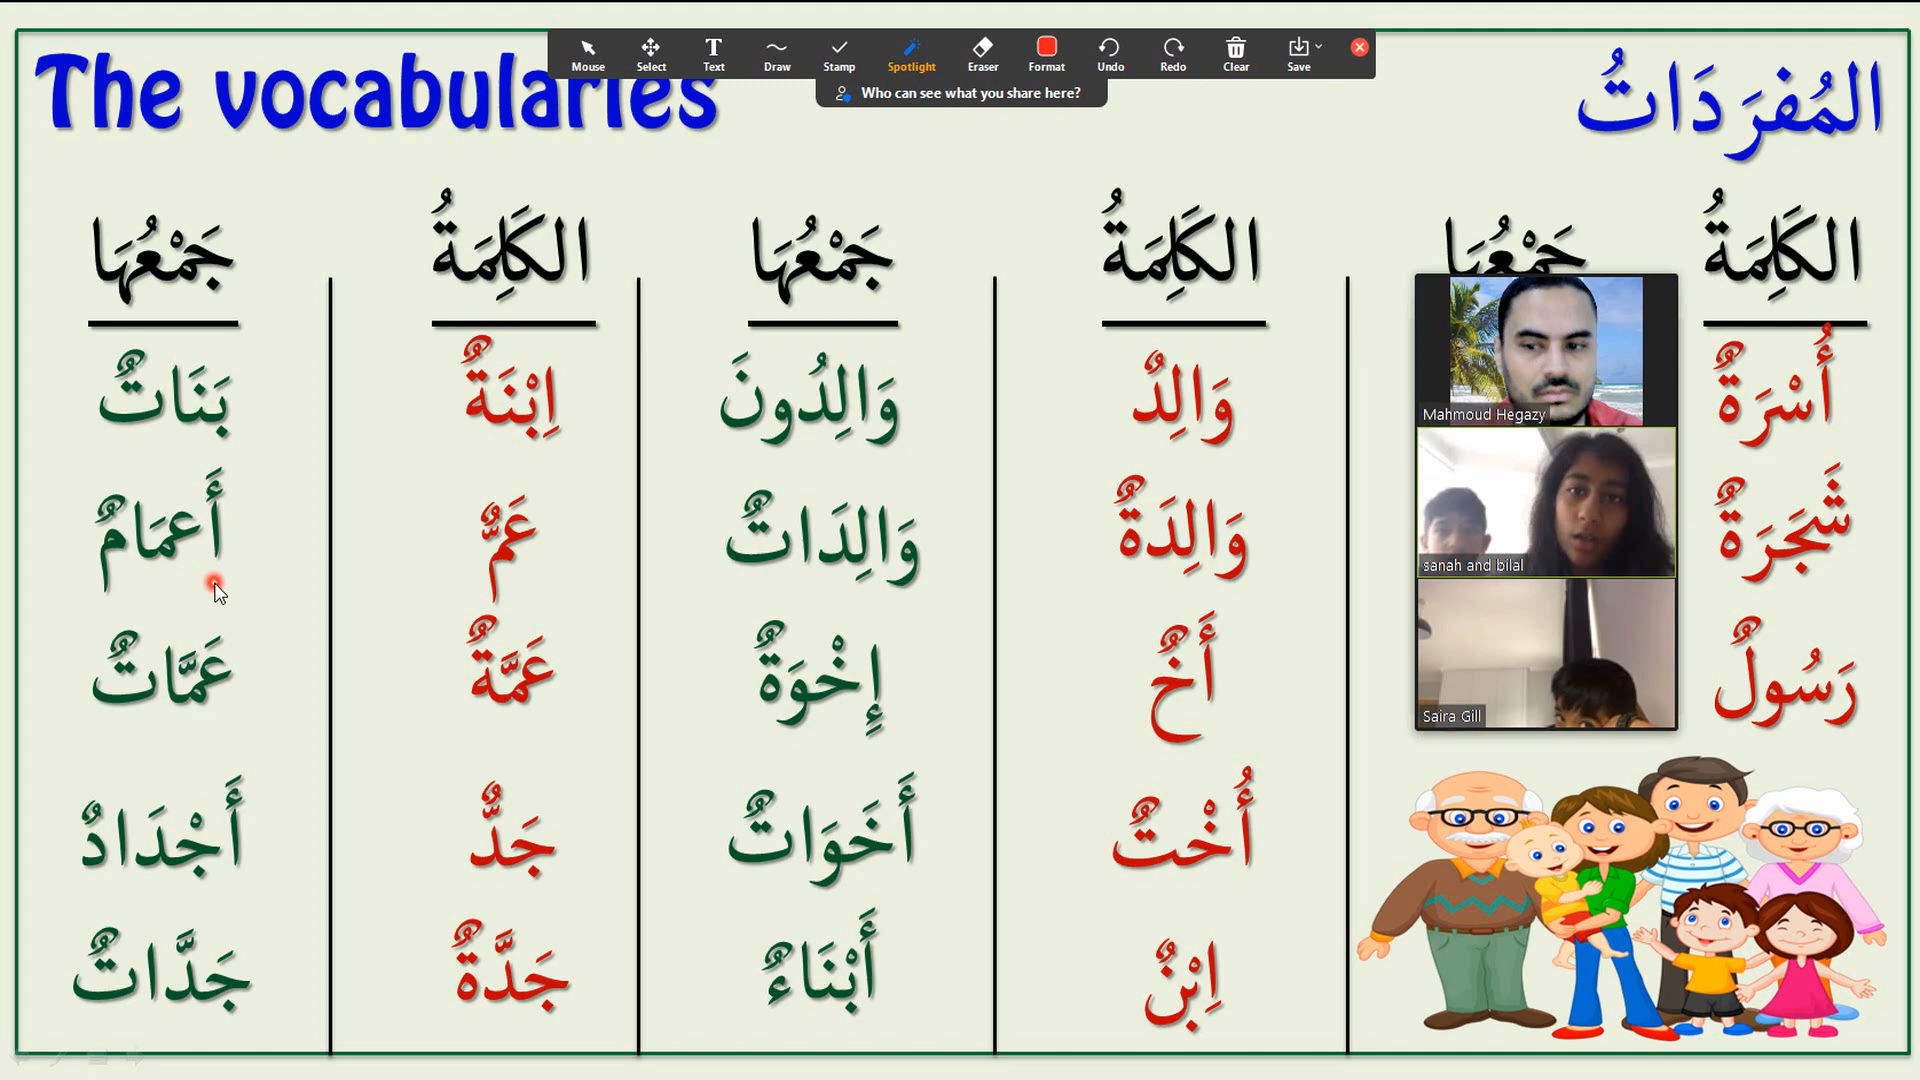 Mouse Select Text Draw Stamp Spotlight Eraser Format Undo Redo Clear Save
Who can see what you share here?
The vocabularies المُفرَدَاتُ
الكَلِمَةُ جَمْعُهَا الكَلِمَةُ جَمْعُهَا الكَلِمَةُ جَمْعُهَا
أُسْرَةٌ وَالِدٌ وَالِدُونَ اِبْنَةٌ بَنَاتٌ
شَجَرَةٌ وَالِدَةٌ وَالِدَاتٌ عَمٌّ أَعمَامٌ
رَسُولٌ أَخٌ إِخْوَةٌ عَمَّةٌ عَمَّاتٌ
أُخْتٌ أَخَوَاتٌ جَدٌّ أَجْدَادٌ
اِبْنٌ أَبْنَاءٌ جَدَّةٌ جَدَّاتٌ
Mahmoud Hegazy
sanah and bilal
Saira Gill